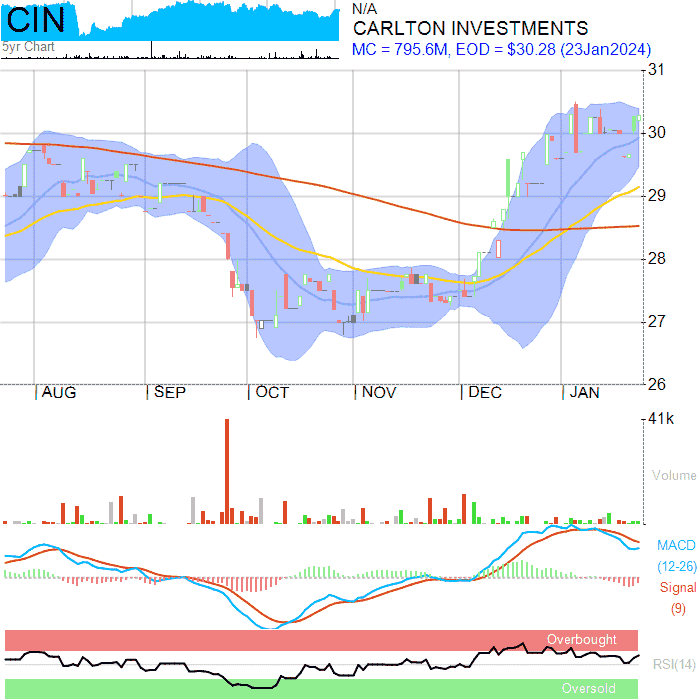 CIN
5yr Chart
N/A
CARLTON INVESTMENTS
MC = 795.6M, EOD = $30.28 (23Jan2024)
31
30
29
28
27
26
AUG SEP OCT NOV DEC JAN
41k
Volume
MACD
(12-26)
Signal
(9)
Overbought
RSI(14)
Oversold